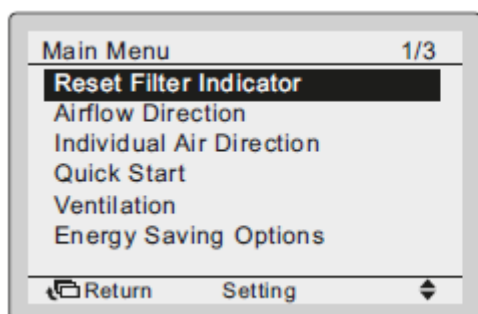 Main Menu 1/3
Reset Filter Indicator
Airflow Direction
Individual Air Direction
Quick Start
Ventilation
Energy Saving Options
Return Setting